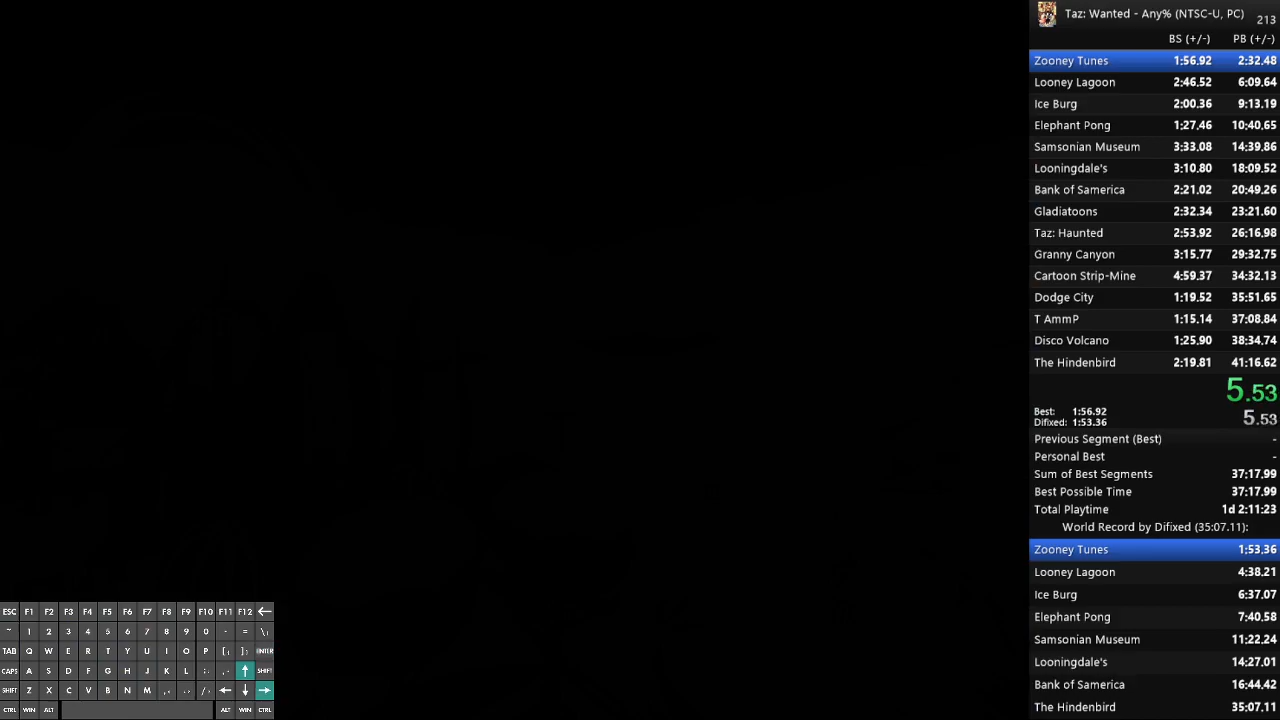 Taz: Wanted - Any% (NTSC-U, PC)
213
BS (+/-) PB (+/-)
Zooney Tunes 1:56.92 2:32.48
Looney Lagoon 2:46.52 6:09.64
Ice Burg 2:00.36 9:13.19
Elephant Pong 1:27.46 10:40.65
Samsonian Museum 3:33.08 14:39.86
Looningdale's 3:10.80 18:09.52
Bank of Samerica 2:21.02 20:49.26
Gladiatoons 2:32.34 23:21.60
Taz: Haunted 2:53.92 26:16.98
Granny Canyon 3:15.77 29:32.75
Cartoon Strip-Mine 4:59.37 34:32.13
Dodge City 1:19.52 35:51.65
T AmmP 1:15.14 37:08.84
Disco Volcano 1:25.90 38:34.74
The Hindenbird 2:19.81 41:16.62
5.53
Best: 1:56.92
Difixed: 1:53.36
5.53
Previous Segment (Best) -
Personal Best -
Sum of Best Segments 37:17.99
Best Possible Time 37:17.99
Total Playtime 1d 2:11:23
World Record by Difixed (35:07.11):
Zooney Tunes 1;53,36
Looney Lagoon 4:38.21
Ice Burg 6:37.07
Elephant Pong 7:40.58
Samsonian Museum 11:22.24
Looningdale's 14:27.01
Bank of Samerica 16:44.42
The Hindenbird 35:07.11
ESC F1 F2 F3 F4 F5 F6 F7 F8 F9 F10 F11 F12 ←
~ 1 2 3 4 5 6 7 8 9 0 - = \¦
TAB Q W E R T Y U I O P [¦ ]; ENTER
CAPS A S D F G H J K L ;: ,. ↑ SHIFT
SHIFT Z X C V B N M ,. .. /. ← ↓ →
CTRL WIN ALT ALT WIN CTRL